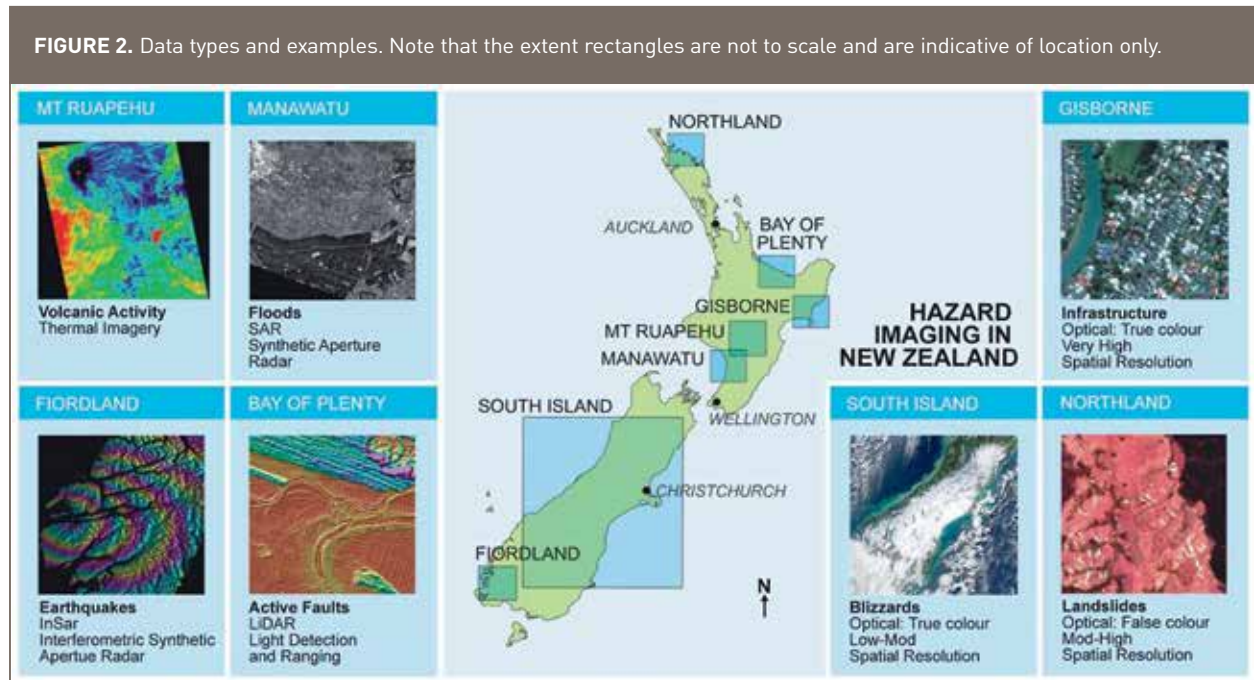 FIGURE 2. Data types and examples. Note that the extent rectangles are not to scale and are indicative of location only.
MT RUAPEHU
Volcanic Activity
Thermal Imagery
MANAWATU
Floods
SAR
Synthetic Aperture
Radar
FIORDLAND
Earthquakes
InSar
Interferometric Synthetic
Apertue Radar
BAY OF PLENTY
Active Faults
LiDAR
Light Detection
and Ranging
NORTHLAND
AUCKLAND
BAY OF
PLENTY
GISBORNE
MT RUAPEHU
MANAWATU
SOUTH ISLAND
WELLINGTON
CHRISTCHURCH
FIORDLAND
N
HAZARD
IMAGING IN
NEW ZEALAND
GISBORNE
Infrastructure
Optical: True colour
Very High
Spatial Resolution
SOUTH ISLAND
Blizzards
Optical: True colour
Low-Mod
Spatial Resolution
NORTHLAND
Landslides
Optical: False colour
Mod-High
Spatial Resolution